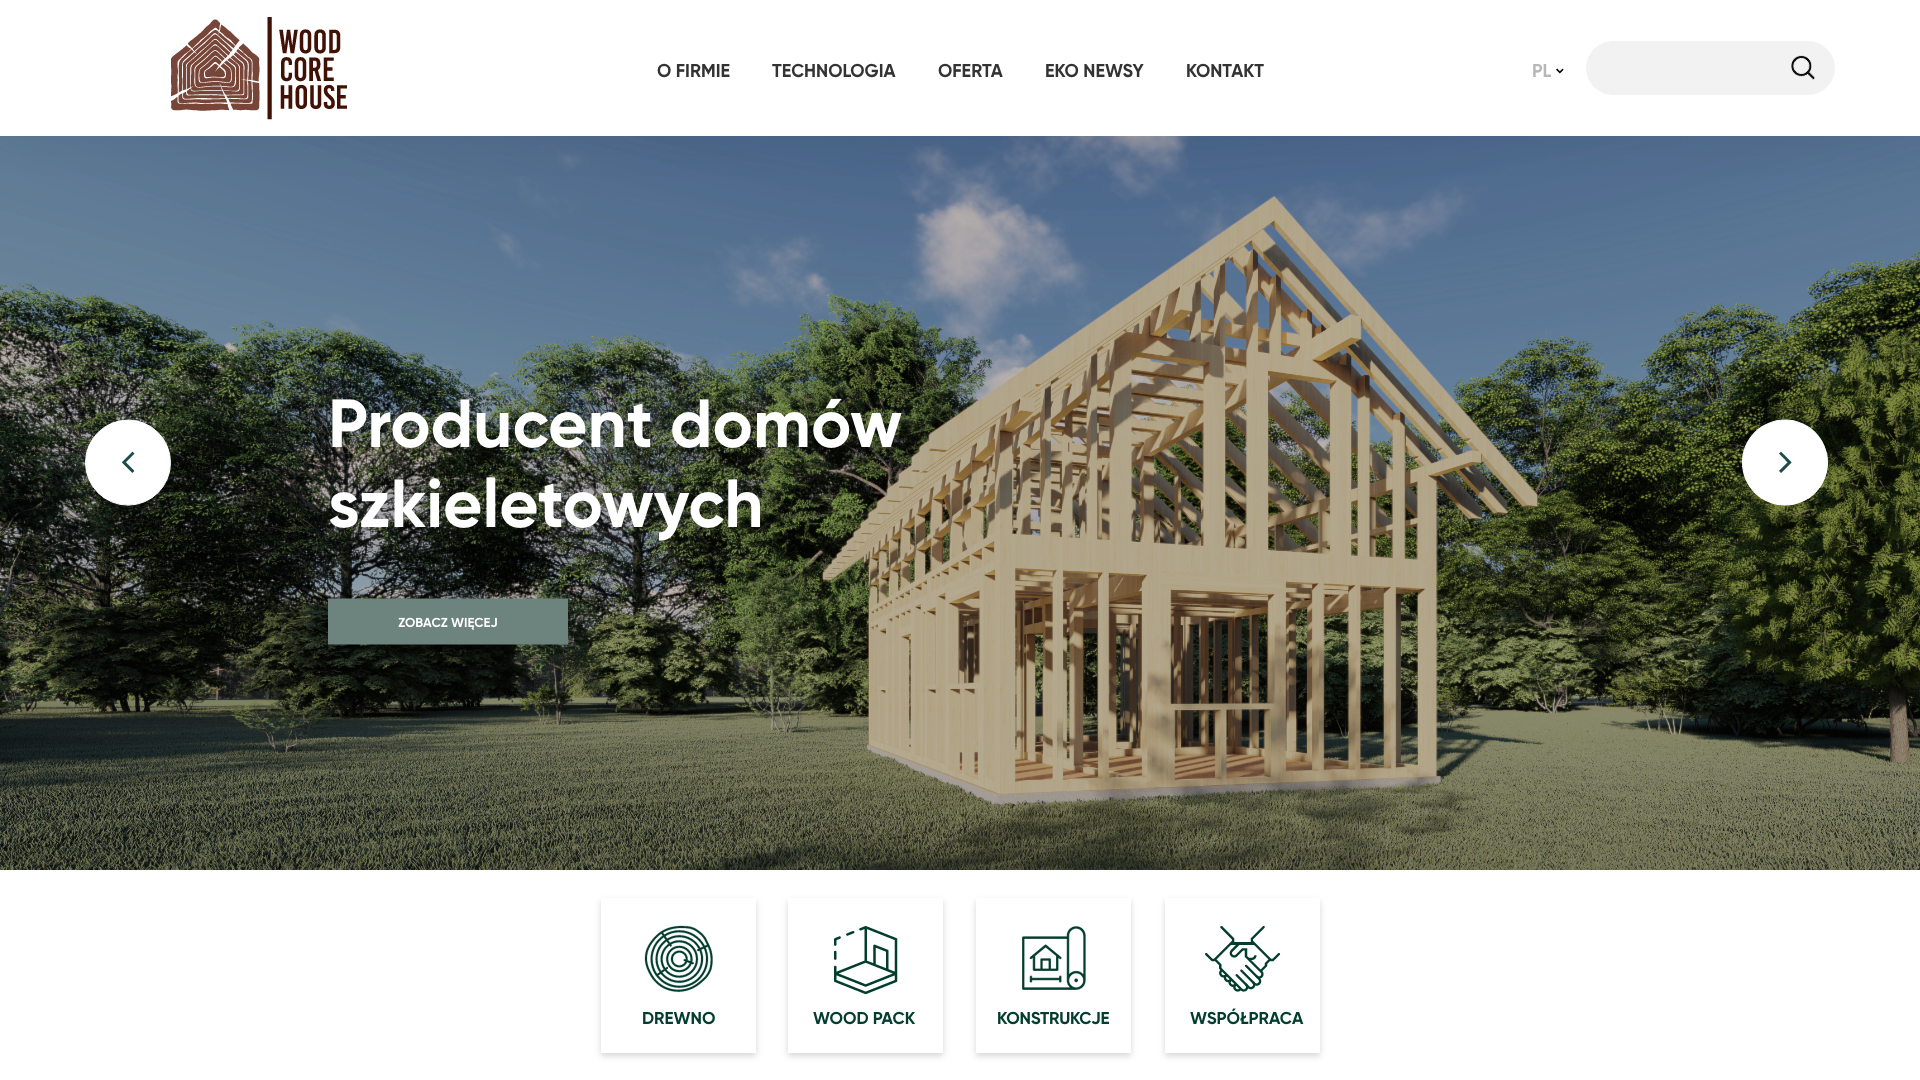 WOOD
CORE
HOUSE
O FIRMIE
TECHNOLOGIA
OFERTA
EKO NEWSY
KONTAKT
PL
Producent domów
szkieletowych
ZOBACZ WIĘCEJ
DREWNO
WOOD PACK
KONSTRUKCJE
WSPÓŁPRACA